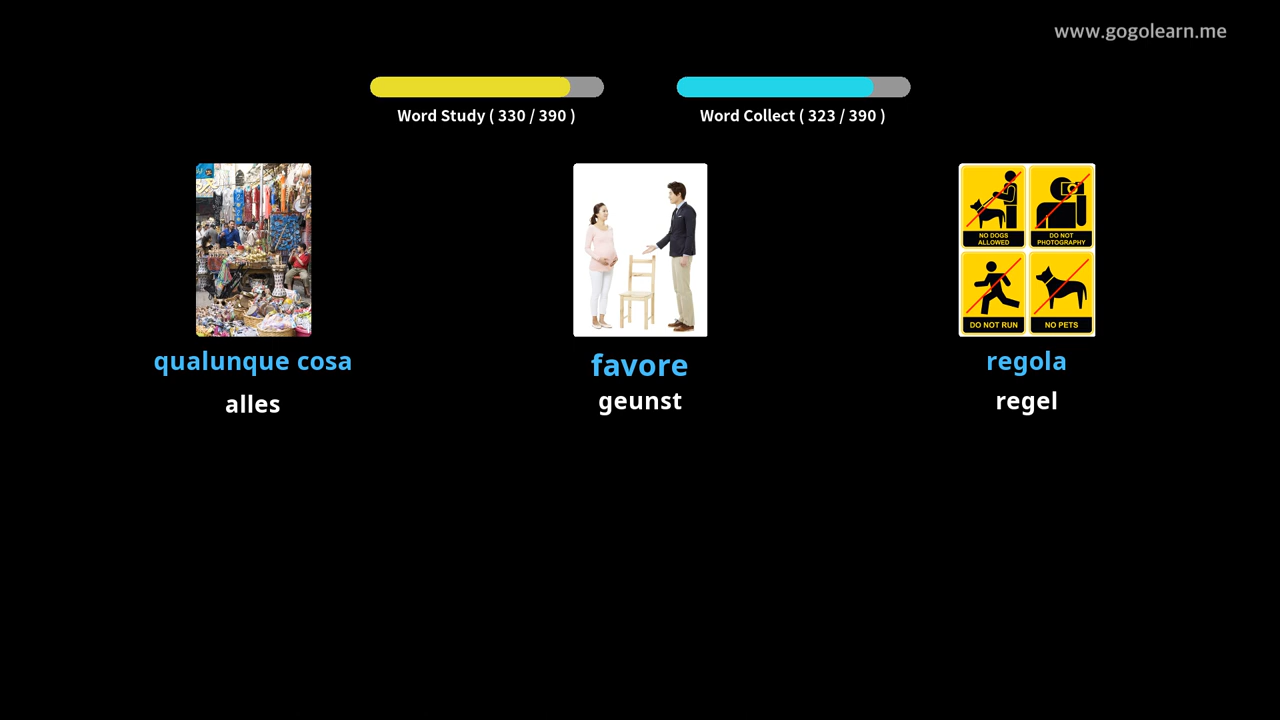 www.gogolearn.me
Word Study ( 330 / 390 )
Word Collect ( 323 / 390 )
NO DOGS
ALLOWED
DO NOT
PHOTOGRAPHY
DO NOT RUN
NO PETS
qualunque cosa
favore
regola
alles
geunst
regel